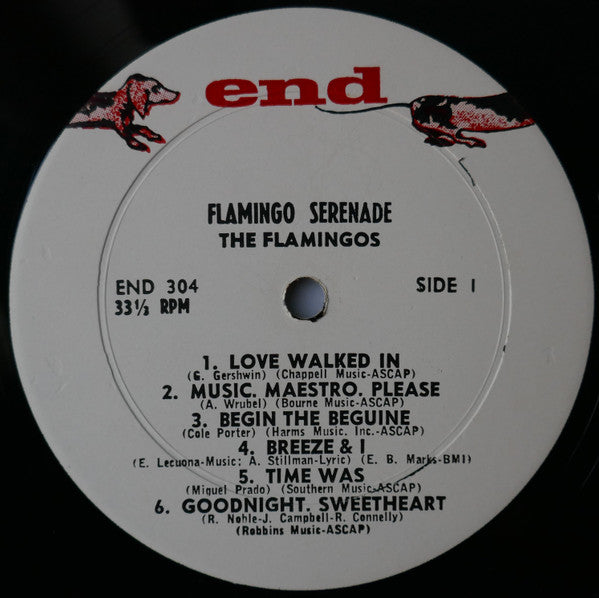 end
FLAMINGO SERENADE
THE FLAMINGOS
END 304 SIDE 1
33⅓ RPM
1. LOVE WALKED IN
(G. Gershwin) (Chappell Music-ASCAP)
2. MUSIC. MAESTRO. PLEASE
(A. Wrubel) (Bourne Music-ASCAP)
3. BEGIN THE BEGUINE
(Cole Porter) (Harms Music. Inc.-ASCAP)
4. BREEZE & I
(E. Lecuona-Music; A. Stillman-Lyric) (E. B. Marks-BMI)
5. TIME WAS
(Miguel Prado) (Southern Music-ASCAP)
6. GOODNIGHT. SWEETHEART
(R. Noble-J. Campbell-R. Connelly)
(Robbins Music-ASCAP)